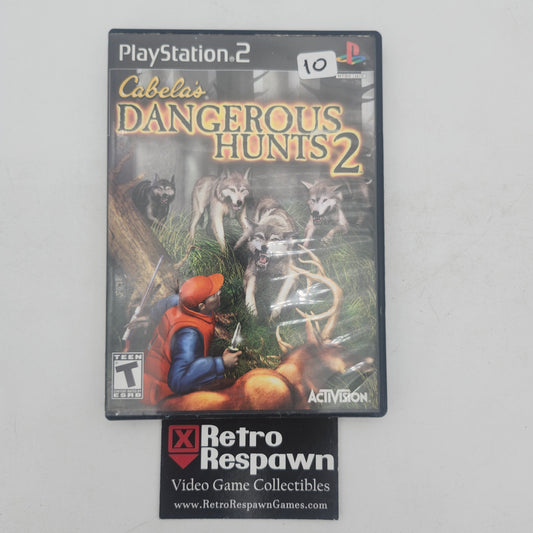 PlayStation®2
10
Cabela's
DANGEROUS
HUNTS 2
TEEN
T
ESRB
ACTIVISION
Retro
Respawn
Video Game Collectibles
www.RetroRespawnGames.com